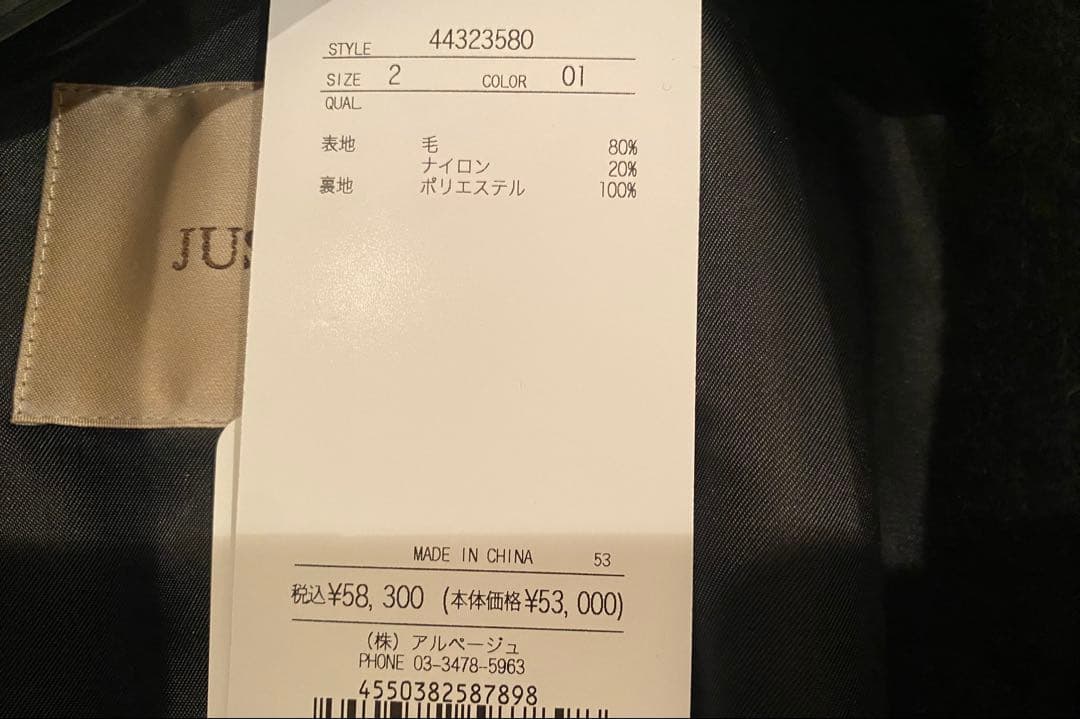 STYLE 44323580
SIZE 2 COLOR 01
QUAL
表地 毛 80%
ナイロン 20%
裏地 ポリエステル 100%
JUS
MADE IN CHINA 53
税込¥58,300 (本体価格¥53,000)
(株) アルページュ
PHONE 03-3478-5963
4550382587898